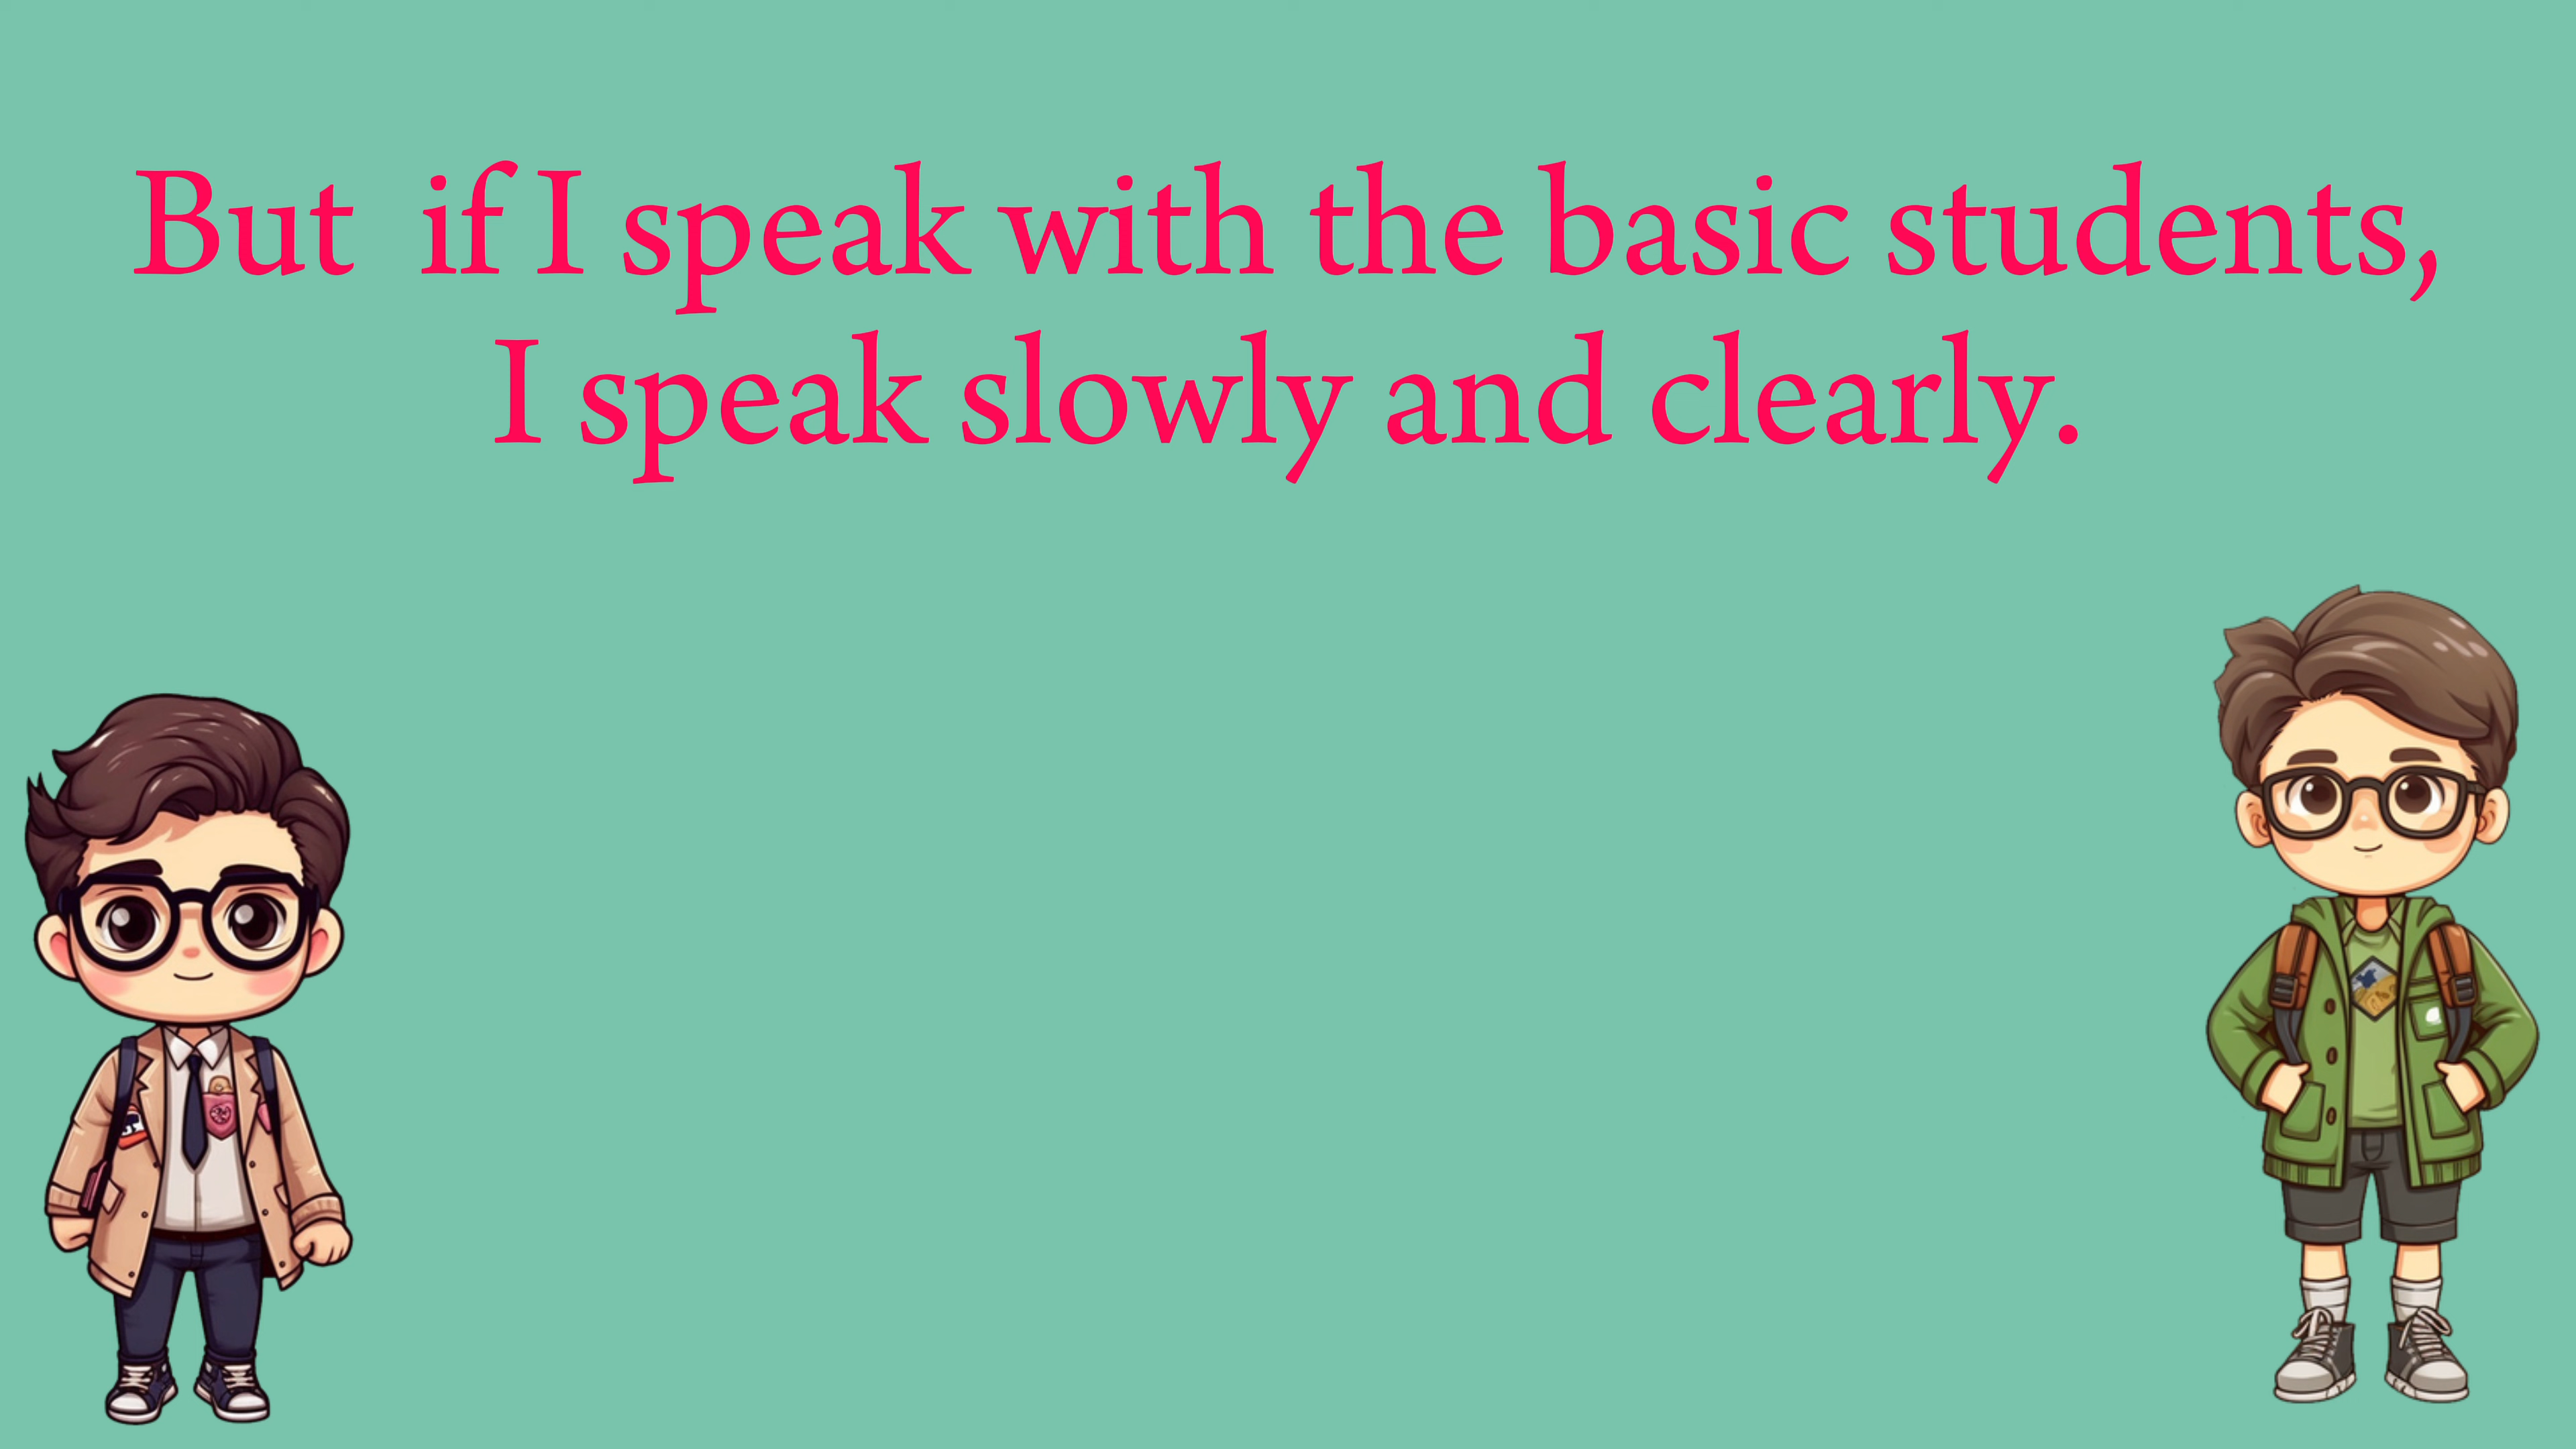 But  if I speak with the basic students,
I speak slowly and clearly.